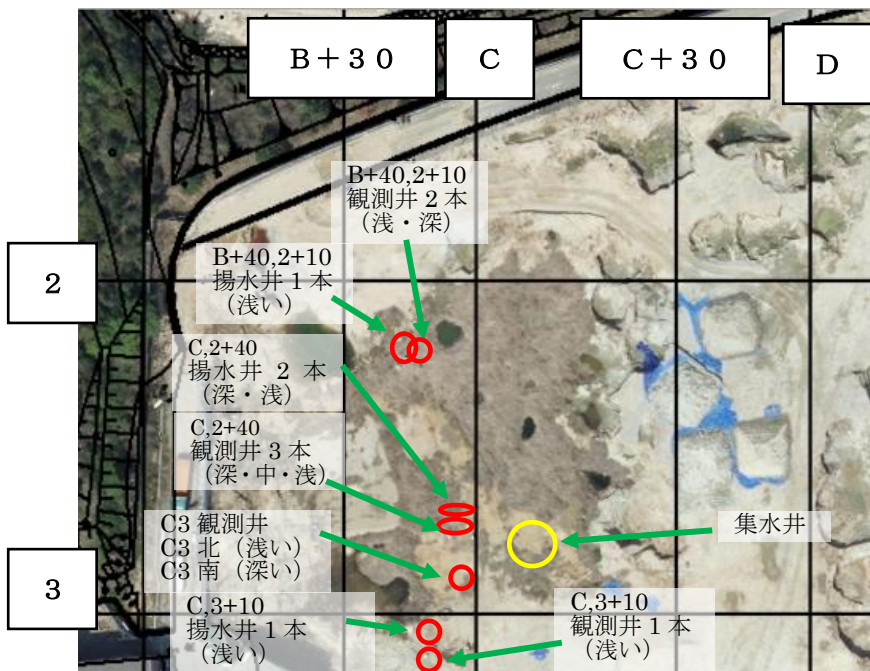 B+30
C
C+30
D
B+40,2+10
観測井 2 本
（浅・深）
2
B+40,2+10
揚水井 1 本
（浅い）
C,2+40
揚水井 2 本
（深・浅）
C,2+40
観測井 3 本
（深・中・浅）
C3 観測井
C3 北（浅い）
C3 南（深い）
集水井
3
C,3+10
揚水井 1 本
（浅い）
C,3+10
観測井 1 本
（浅い）